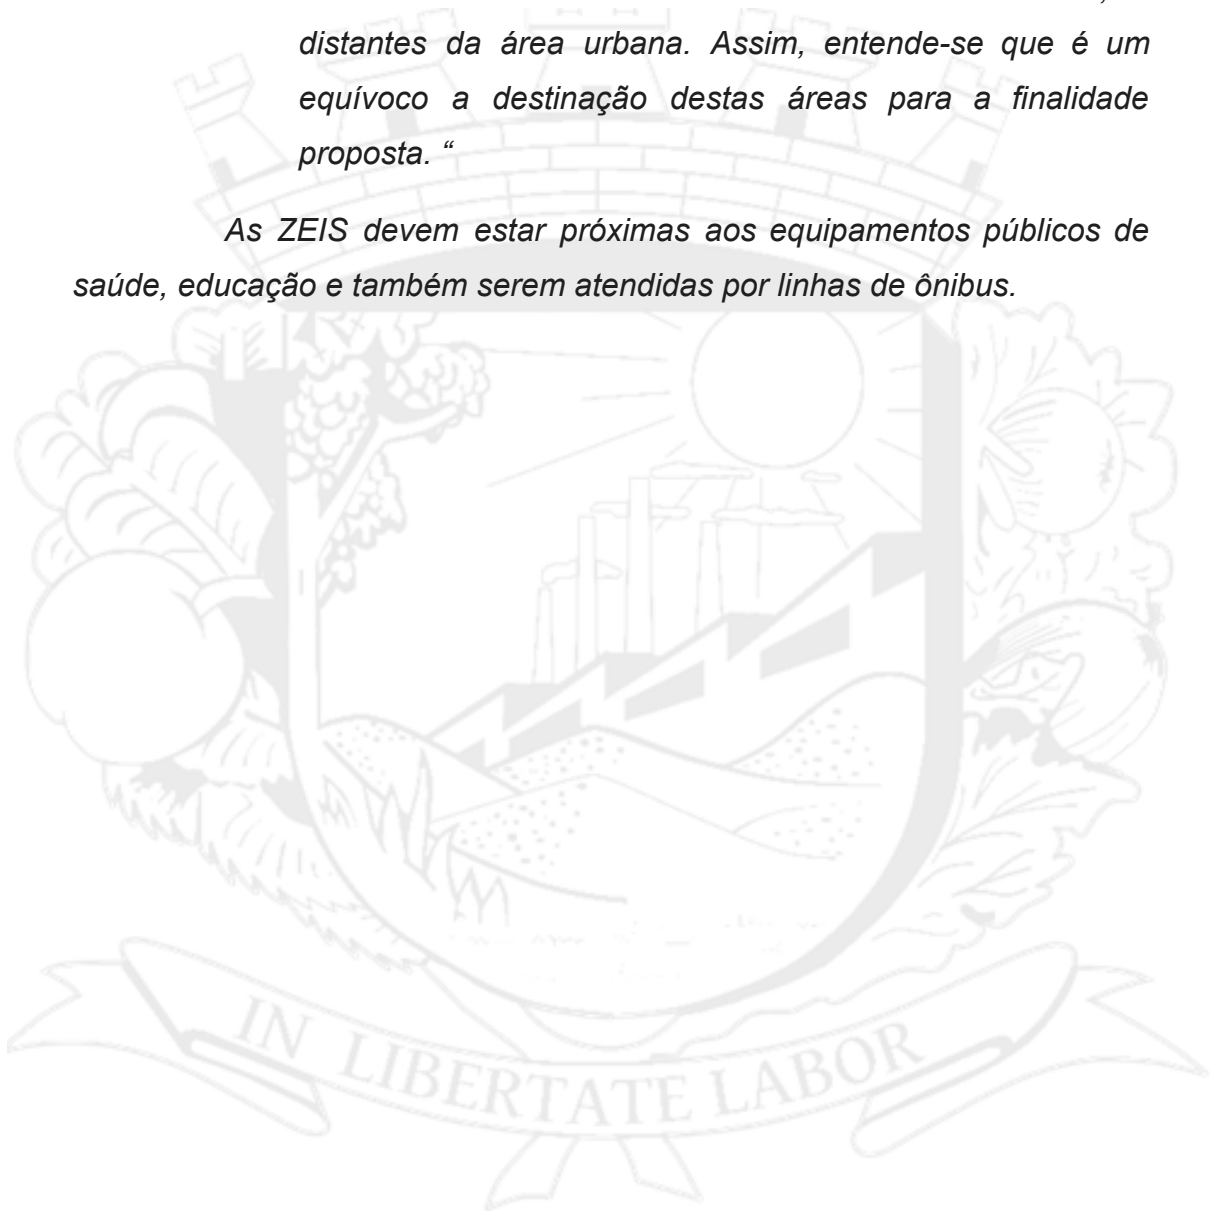 distantes da área urbana. Assim, entende-se que é um
equívoco a destinação destas áreas para a finalidade
proposta. “
As ZEIS devem estar próximas aos equipamentos públicos de
saúde, educação e também serem atendidas por linhas de ônibus.
IN LIBERTATE LABOR